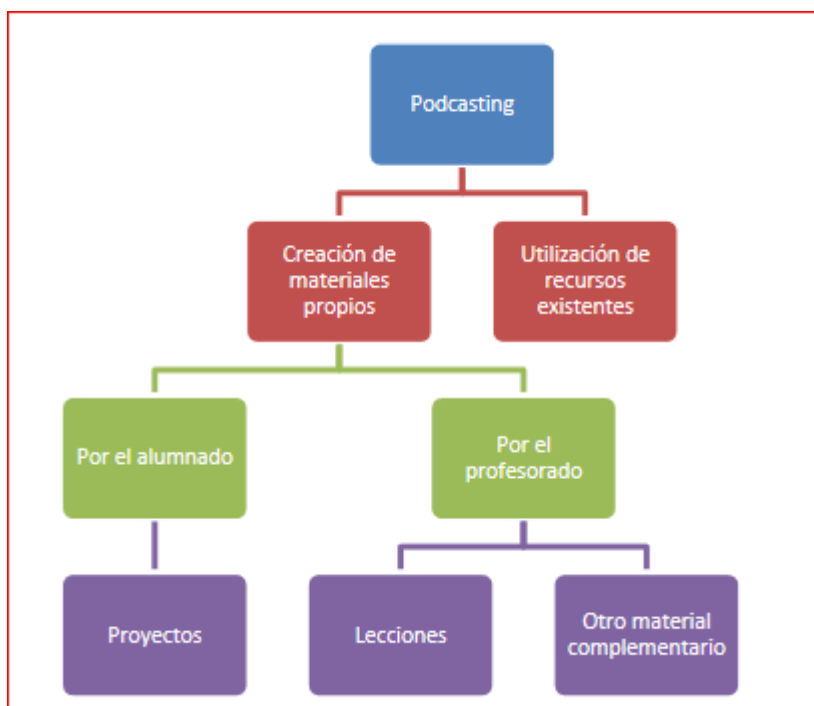 Podcasting
Creación de
materiales
propios
Utilización de
recursos
existentes
Por el alumnado
Por el
profesorado
Proyectos
Lecciones
Otro material
complementario